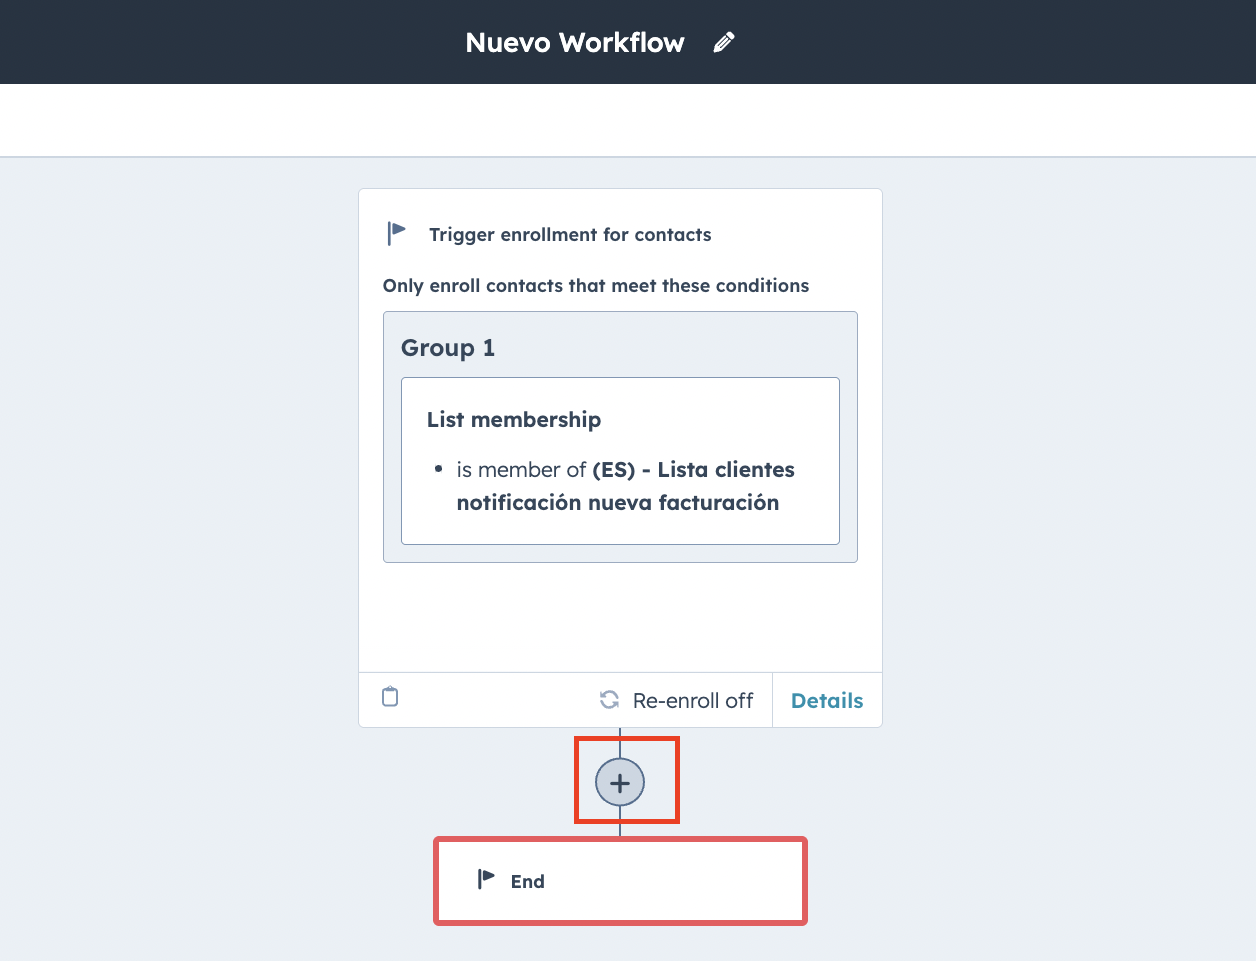 Nuevo Workflow
Trigger enrollment for contacts
Only enroll contacts that meet these conditions
Group 1
List membership
• is member of (ES) - Lista clientes
notificación nueva facturación
Re-enroll off
Details
End